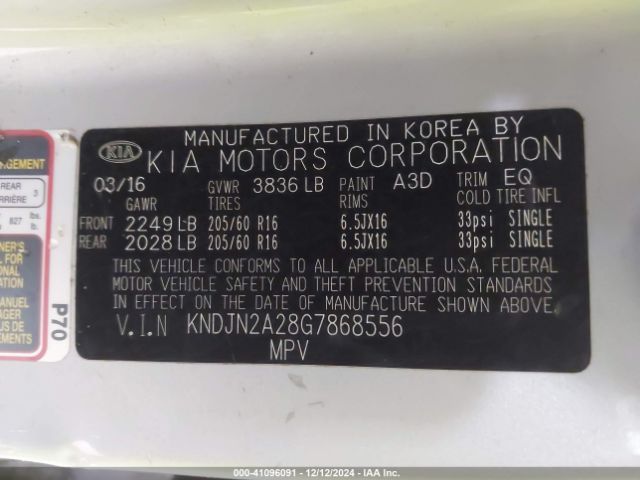 MANUFACTURED IN KOREA BY
KIA KIA MOTORS CORPORATION
03/16 GVWR 3836 LB PAINT A3D TRIM EQ
GAWR TIRES RIMS COLD TIRE INFL
FRONT 2249 LB 205/60 R16 6.5JX16 33psi SINGLE
REAR 2028 LB 205/60 R16 6.5JX16 33psi SINGLE
THIS VEHICLE CONFORMS TO ALL APPLICABLE U.S.A. FEDERAL
MOTOR VEHICLE SAFETY AND THEFT PREVENTION STANDARDS
IN EFFECT ON THE DATE OF MANUFACTURE SHOWN ABOVE.
V.I.N KNDJN2A28G7868556
MPV
REAR 3
827 lbs.
P70
000-41096091 - 12/12/2024 - IAA Inc.